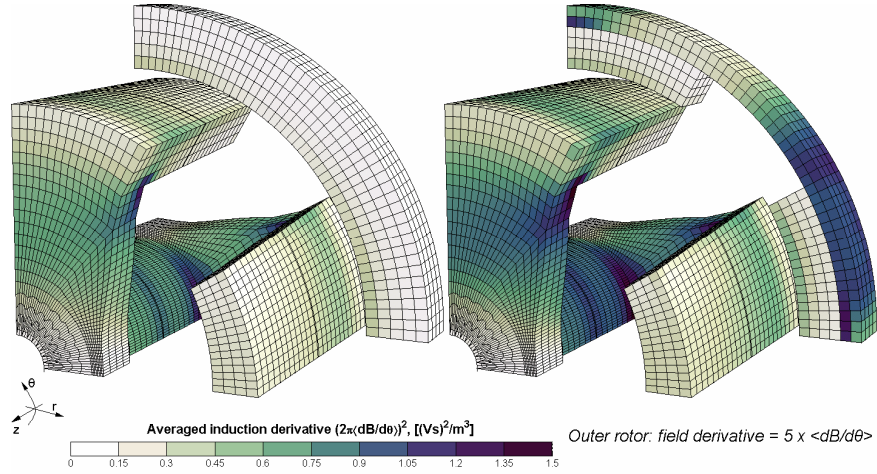 θ
r
z
Averaged induction derivative (2π⟨dB/dθ⟩)², [(Vs)²/m³]
0 0.15 0.3 0.45 0.6 0.75 0.9 1.05 1.2 1.35 1.5
Outer rotor: field derivative = 5 x <dB/dθ>